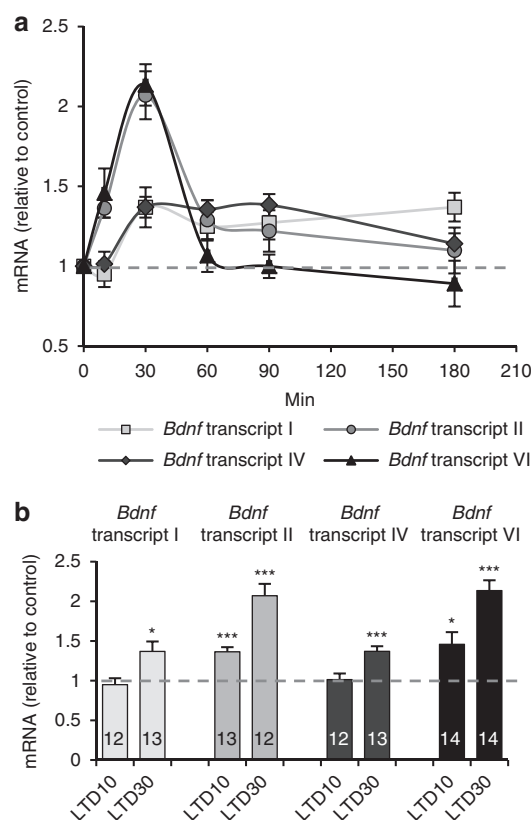 a
mRNA (relative to control)
2.5
2
1.5
1
0.5
0 30 60 90 120 150 180 210
Min
Bdnf transcript I Bdnf transcript II
Bdnf transcript IV Bdnf transcript VI
b
Bdnf Bdnf Bdnf Bdnf
transcript I transcript II transcript IV transcript VI
mRNA (relative to control)
2.5
2
1.5
1
0.5
0
* *** *** *** * ***
12 13 13 12 12 13 14 14
LTD10 LTD30 LTD10 LTD30 LTD10 LTD30 LTD10 LTD30